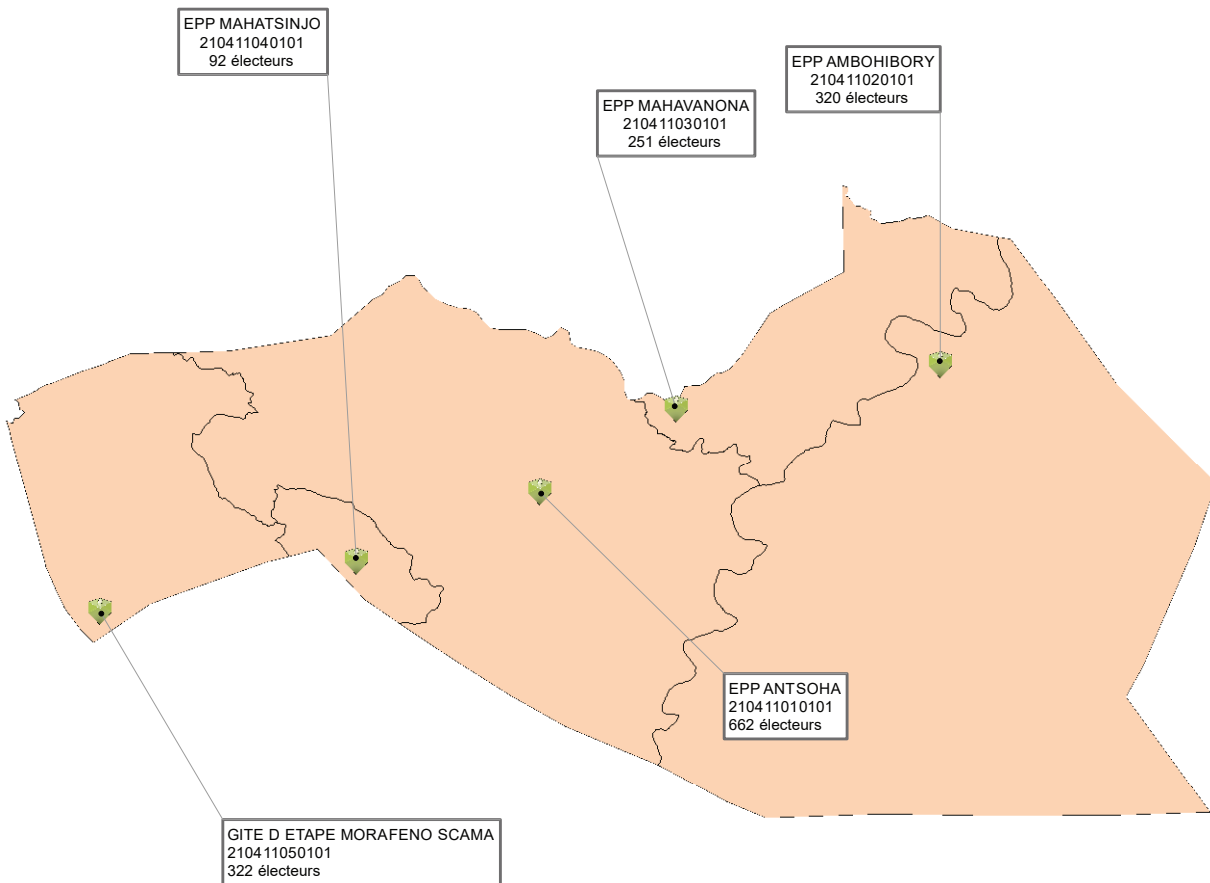 EPP MAHATSINJO
210411040101
92 électeurs
EPP MAHAVANONA
210411030101
251 électeurs
EPP AMBOHIBORY
210411020101
320 électeurs
EPP ANTSOHA
210411010101
662 électeurs
GITE D ETAPE MORAFENO SCAMA
210411050101
322 électeurs